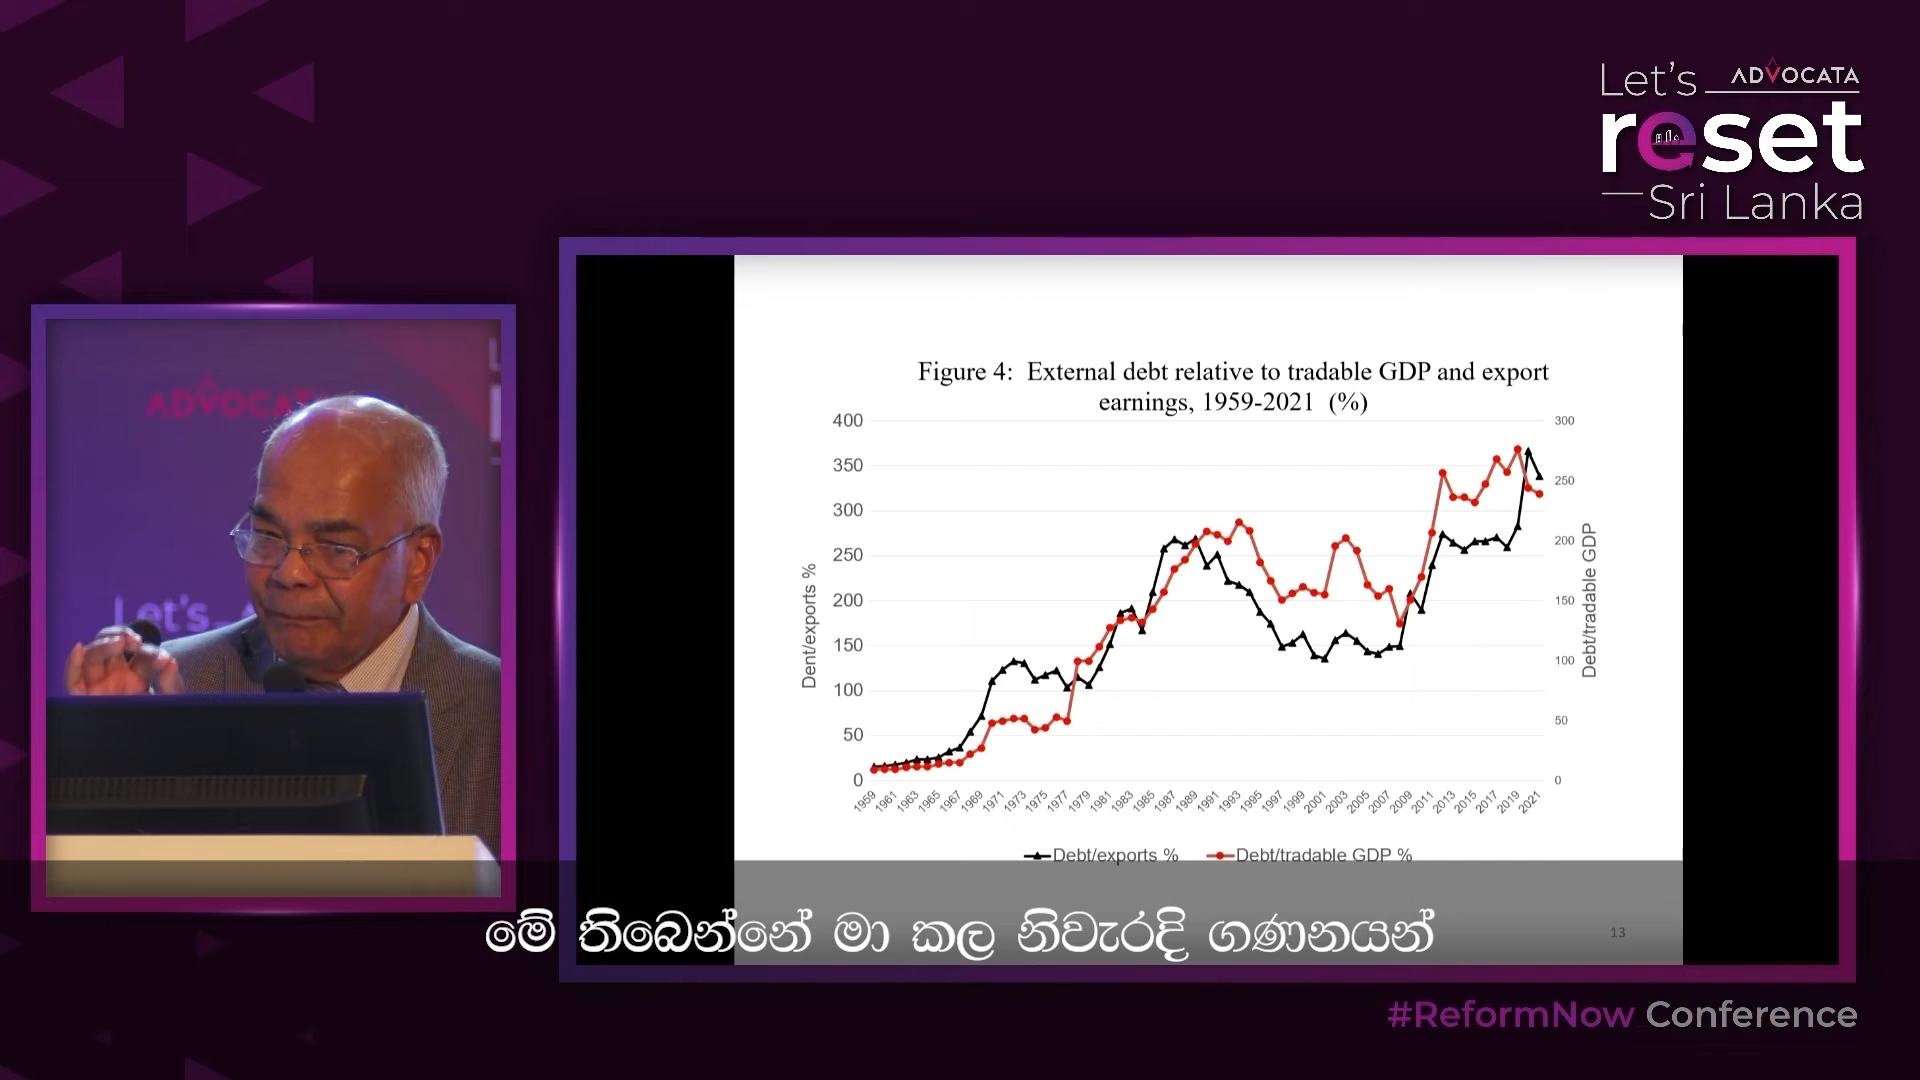 Let's ADVOCATA
reset
Sri Lanka
ADVOCATA
Let's
Figure 4: External debt relative to tradable GDP and export
earnings, 1959-2021 (%)
400
350
300
250
200
150
100
50
0
Dent/exports %
300
250
200
150
100
50
0
Debt/tradable GDP
1959 1961 1963 1965 1967 1969 1971 1973 1975 1977 1979 1981 1983 1985 1987 1989 1991 1993 1995 1997 1999 2001 2003 2005 2007 2009 2011 2013 2015 2017 2019 2021
Debt/exports % Debt/tradable GDP %
මේ තිබෙන්නේ මා කල නිවැරදි ගණනයන්
13
#ReformNow Conference